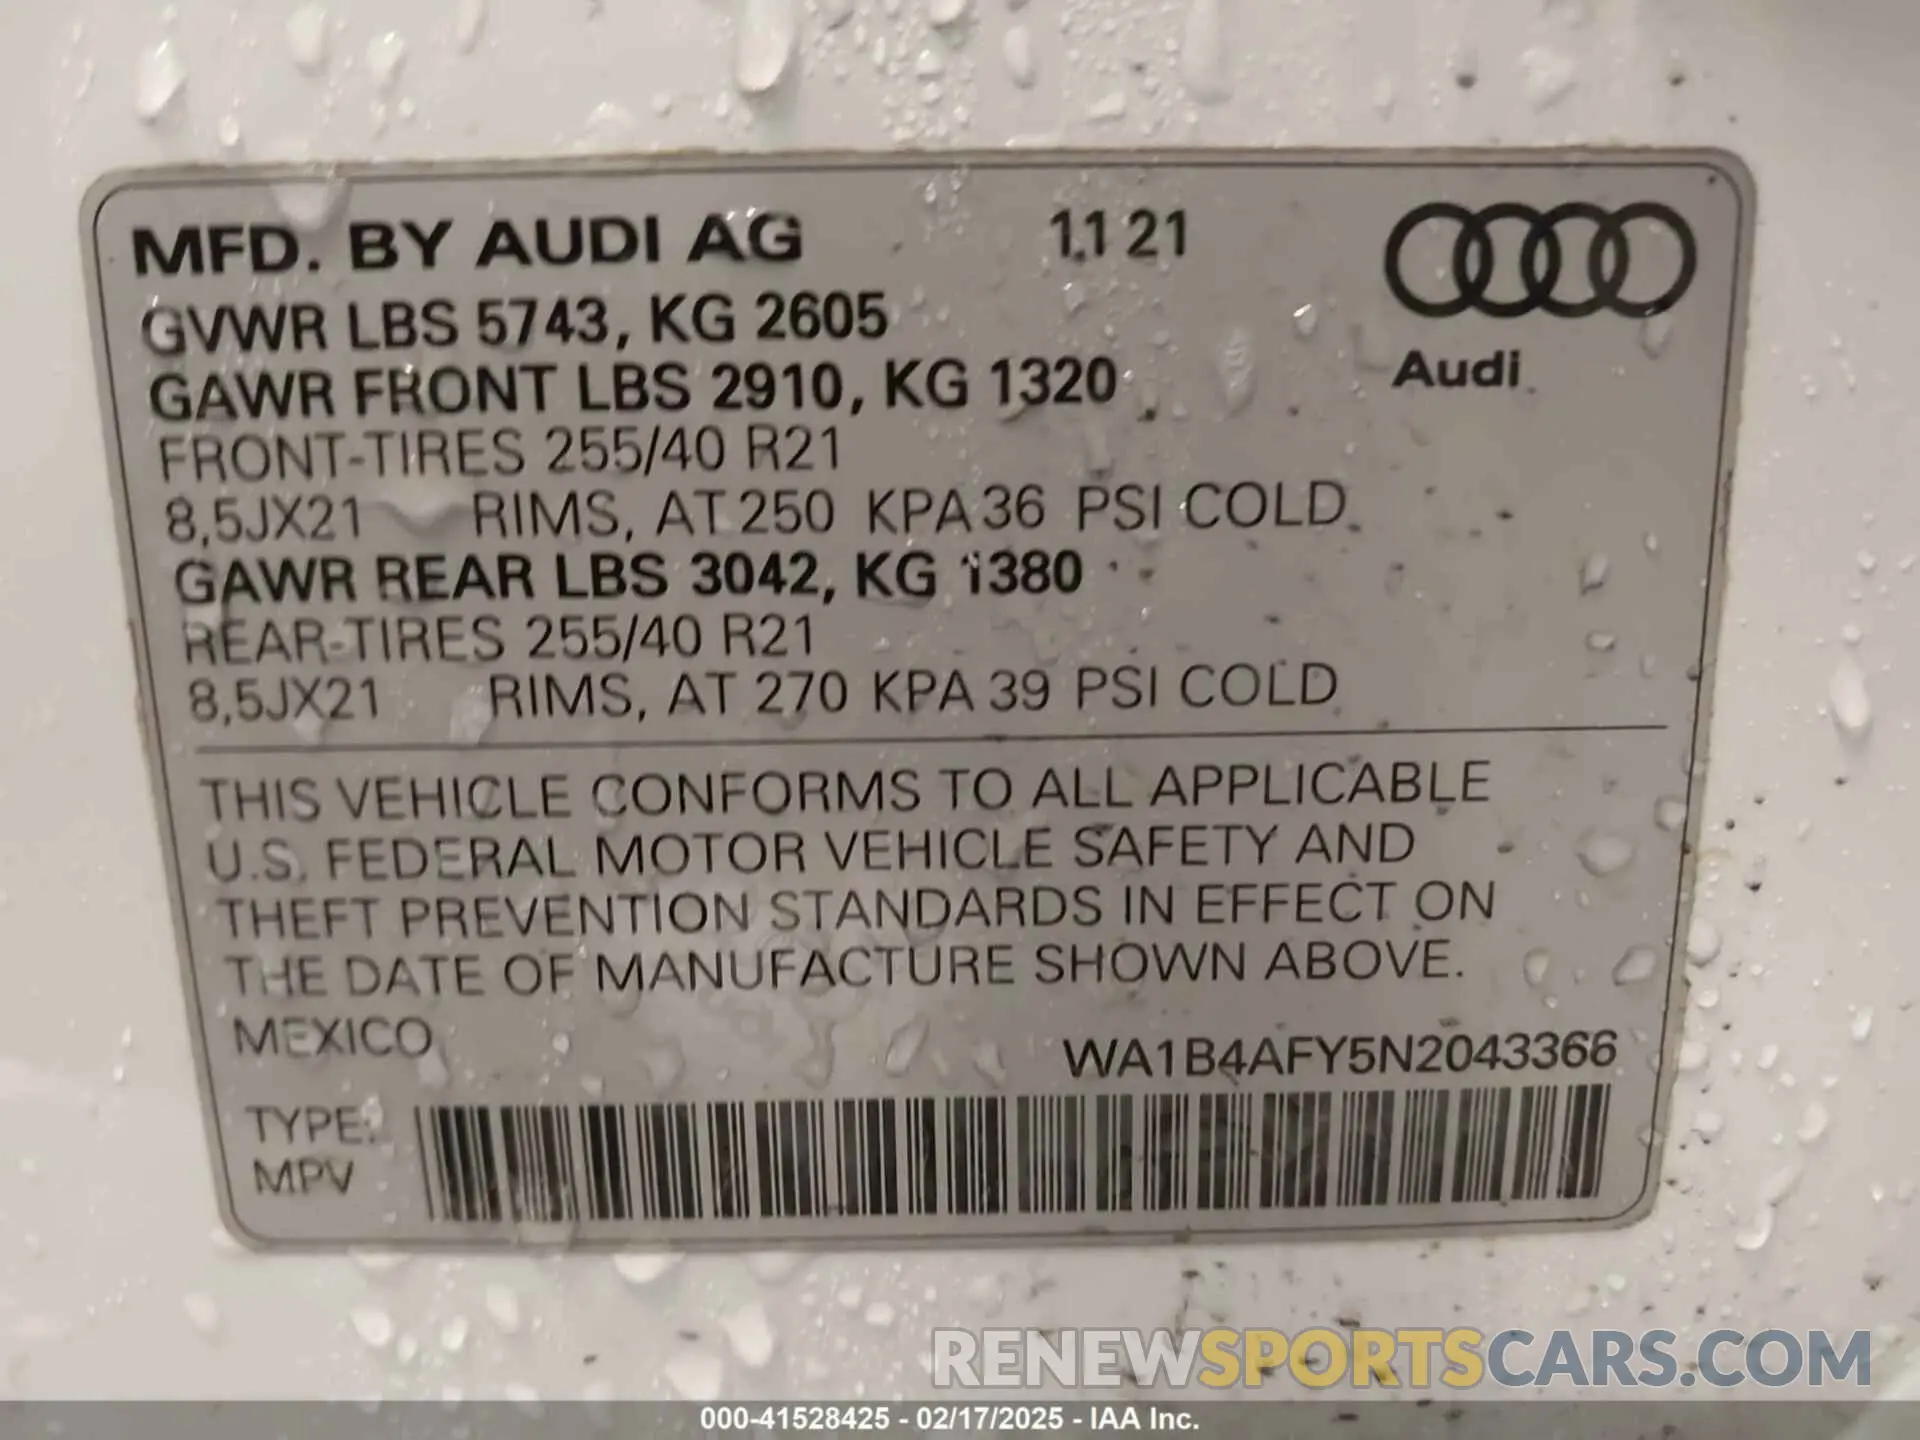 MFD. BY AUDI AG 11 21
GVWR LBS 5743, KG 2605
GAWR FRONT LBS 2910, KG 1320
Audi
FRONT-TIRES 255/40 R21
8,5JX21 RIMS, AT 250 KPA 36 PSI COLD
GAWR REAR LBS 3042, KG 1380
REAR-TIRES 255/40 R21
8,5JX21 RIMS, AT 270 KPA 39 PSI COLD
THIS VEHICLE CONFORMS TO ALL APPLICABLE
U.S. FEDERAL MOTOR VEHICLE SAFETY AND
THEFT PREVENTION STANDARDS IN EFFECT ON
THE DATE OF MANUFACTURE SHOWN ABOVE.
MEXICO WA1B4AFY5N2043366
TYPE:
MPV
RENEWSPORTSCARS.COM
000-41528425 - 02/17/2025 - IAA Inc.